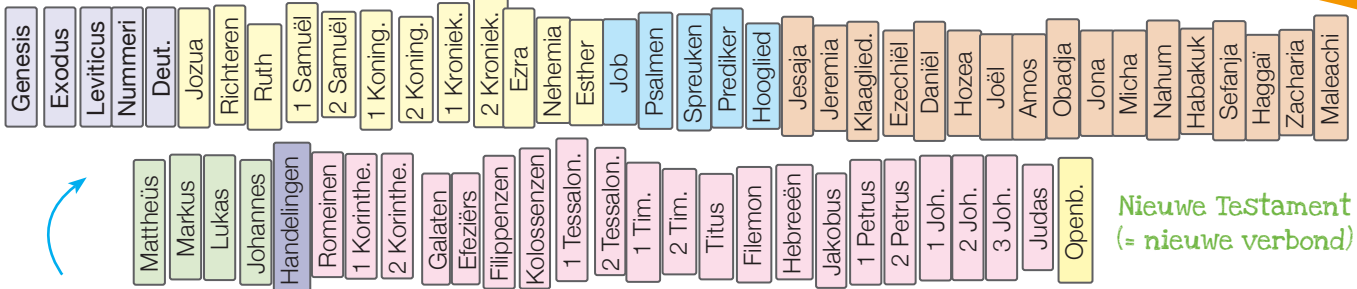 Genesis
Exodus
Leviticus
Nummeri
Deut.
Jozua
Richteren
Ruth
1 Samuël
2 Samuël
1 Koning.
2 Koning.
1 Kroniek.
2 Kroniek.
Ezra
Nehemia
Esther
Job
Psalmen
Spreuken
Prediker
Hooglied
Jesaja
Jeremia
Klaaglied.
Ezechiël
Daniël
Hozea
Joël
Amos
Obadja
Jona
Micha
Nahum
Habakuk
Sefanja
Haggaï
Zacharia
Maleachi
Mattheüs
Markus
Lukas
Johannes
Handelingen
Romeinen
1 Korinthe.
2 Korinthe.
Galaten
Efeziërs
Filippenzen
Kolossenzen
1 Tessalon.
2 Tessalon.
1 Tim.
2 Tim.
Titus
Filemon
Hebreeën
Jakobus
1 Petrus
2 Petrus
1 Joh.
2 Joh.
3 Joh.
Judas
Openb.
Nieuwe Testament
(= nieuwe verbond)